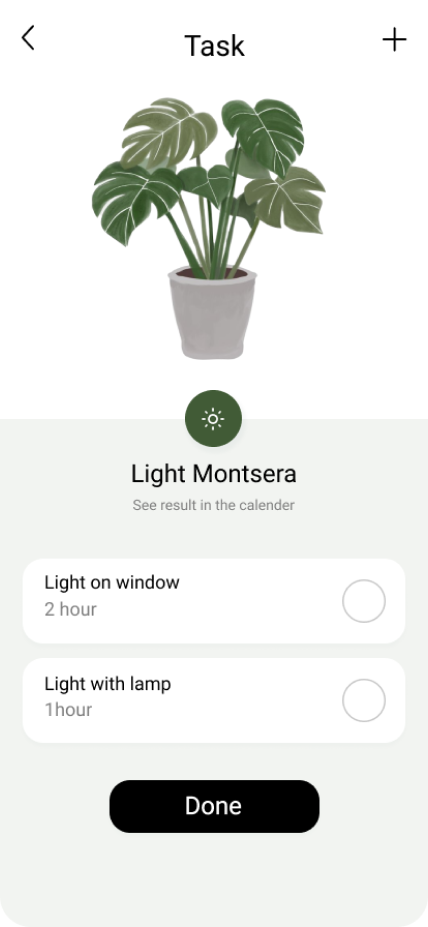 Task
Light Montsera
See result in the calender
Light on window
2 hour
Light with lamp
1hour
Done